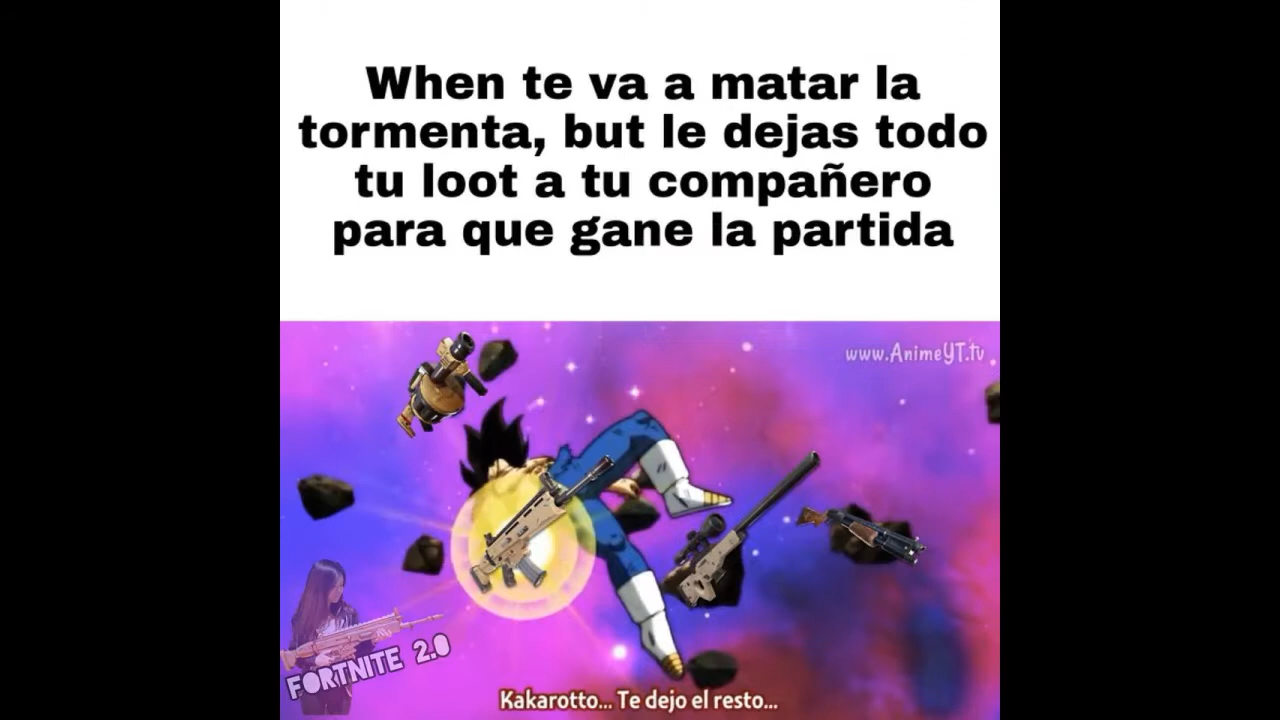 When te va a matar la
tormenta, but le dejas todo
tu loot a tu compañero
para que gane la partida
www.AnimeYT.tv
FORTNITE 2.0
Kakarotto... Te dejo el resto...